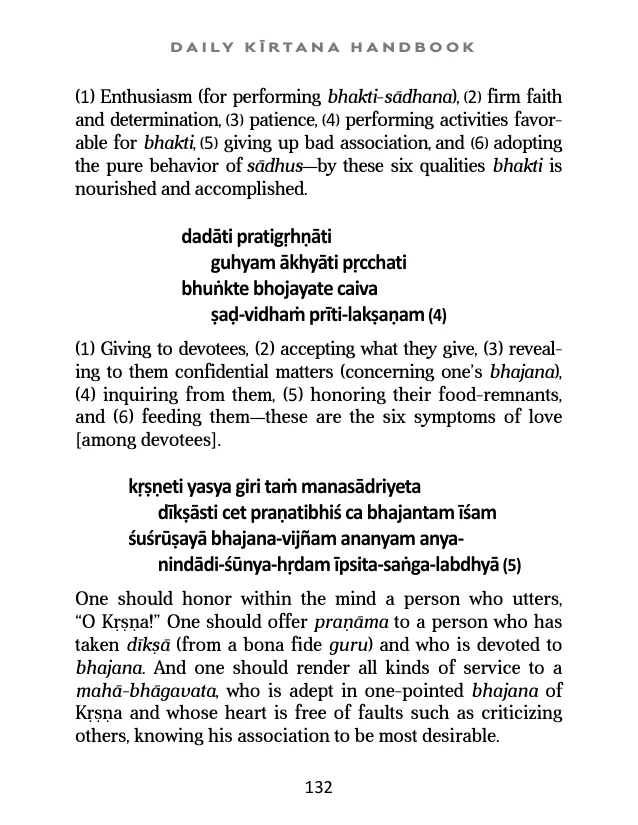 DAILY KĪRTANA HANDBOOK
(1) Enthusiasm (for performing bhakti-sādhana), (2) firm faith
and determination, (3) patience, (4) performing activities favor-
able for bhakti, (5) giving up bad association, and (6) adopting
the pure behavior of sādhus—by these six qualities bhakti is
nourished and accomplished.
dadāti pratigṛhṇāti
guhyam ākhyāti pṛcchati
bhuṅkte bhojayate caiva
ṣaḍ-vidhaṁ prīti-lakṣaṇam (4)
(1) Giving to devotees, (2) accepting what they give, (3) reveal-
ing to them confidential matters (concerning one’s bhajana),
(4) inquiring from them, (5) honoring their food-remnants,
and (6) feeding them—these are the six symptoms of love
[among devotees].
kṛṣṇeti yasya giri taṁ manasādriyeta
dīkṣāsti cet praṇatibhiś ca bhajantam īśam
śuśrūṣayā bhajana-vijñam ananyam anya-
nindādi-śūnya-hṛdam īpsita-saṅga-labdhyā (5)
One should honor within the mind a person who utters,
“O Kṛṣṇa!” One should offer praṇāma to a person who has
taken dīkṣā (from a bona fide guru) and who is devoted to
bhajana. And one should render all kinds of service to a
mahā-bhāgavata, who is adept in one-pointed bhajana of
Kṛṣṇa and whose heart is free of faults such as criticizing
others, knowing his association to be most desirable.
132